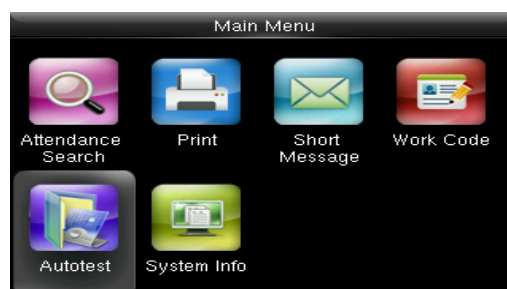 Main Menu
Attendance
Search
Print
Short
Message
Work Code
Autotest
System Info